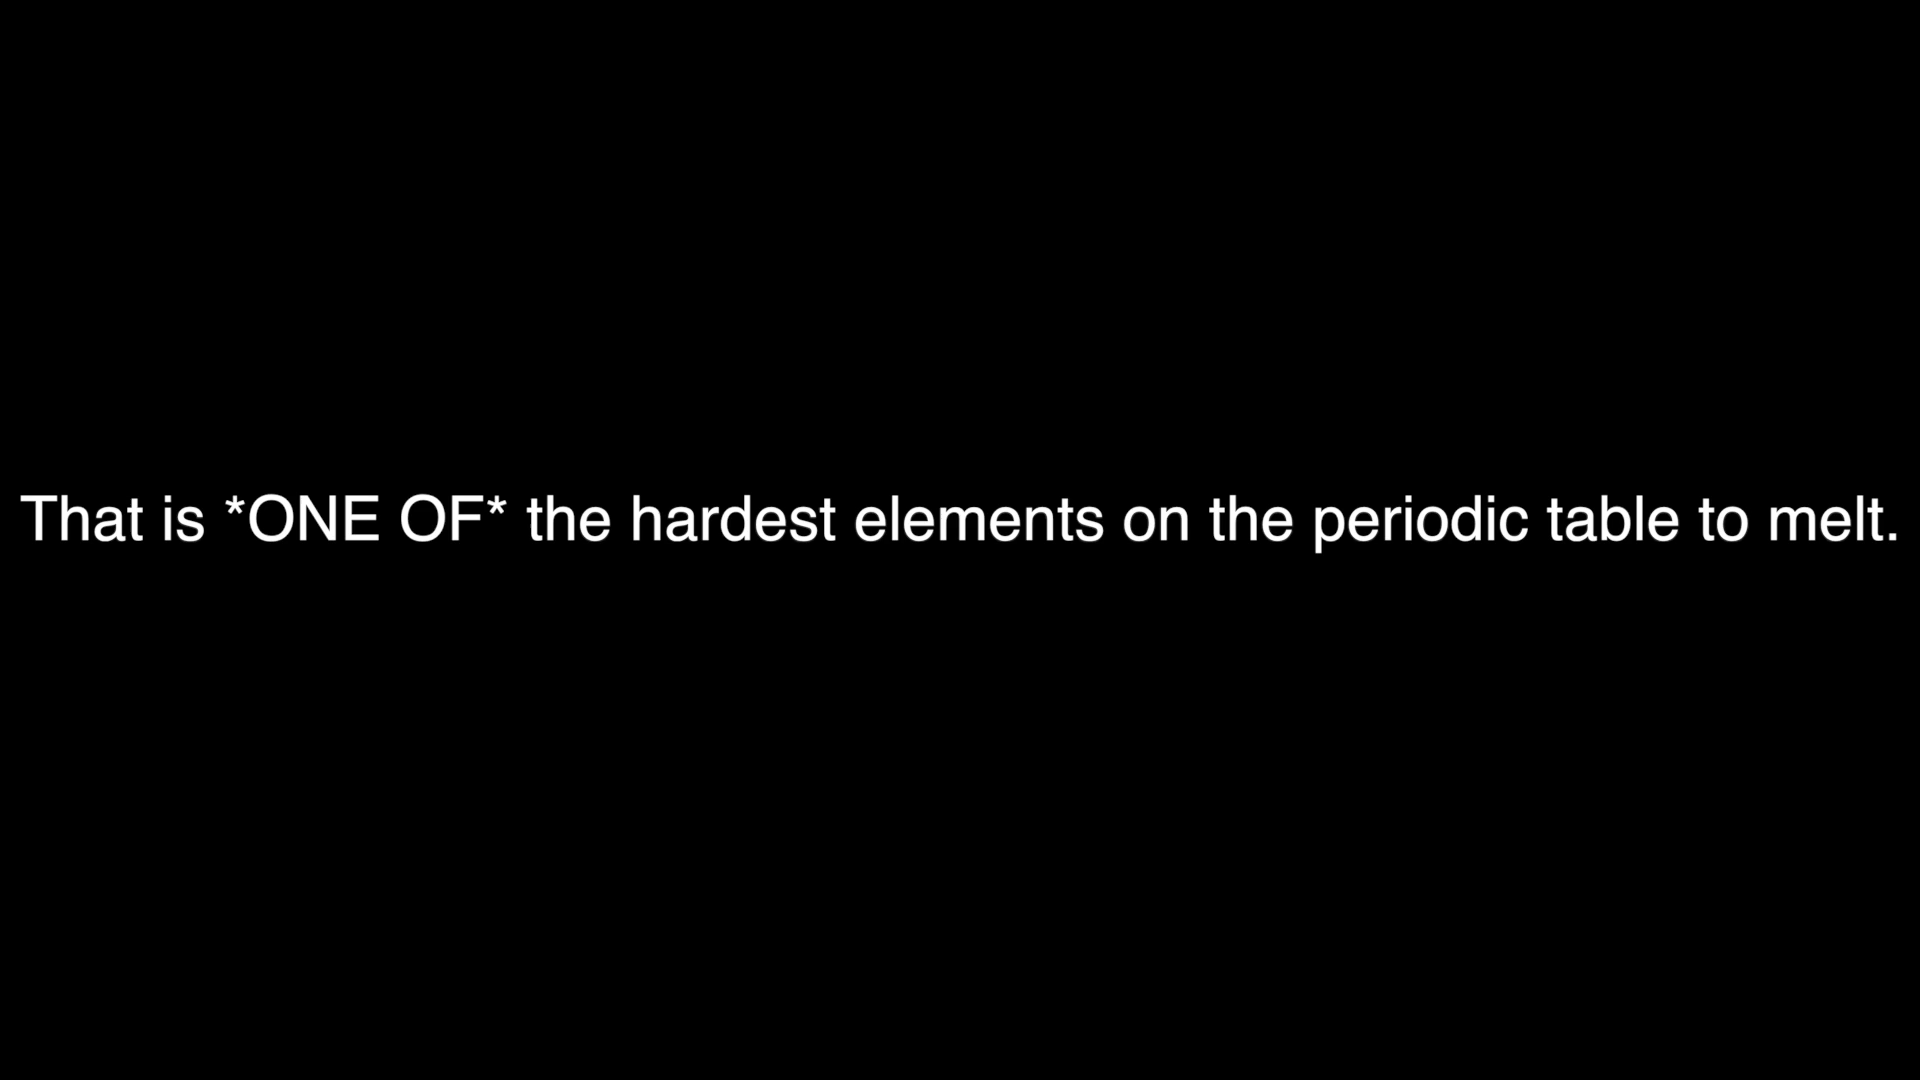 That is *ONE OF* the hardest elements on the periodic table to melt.